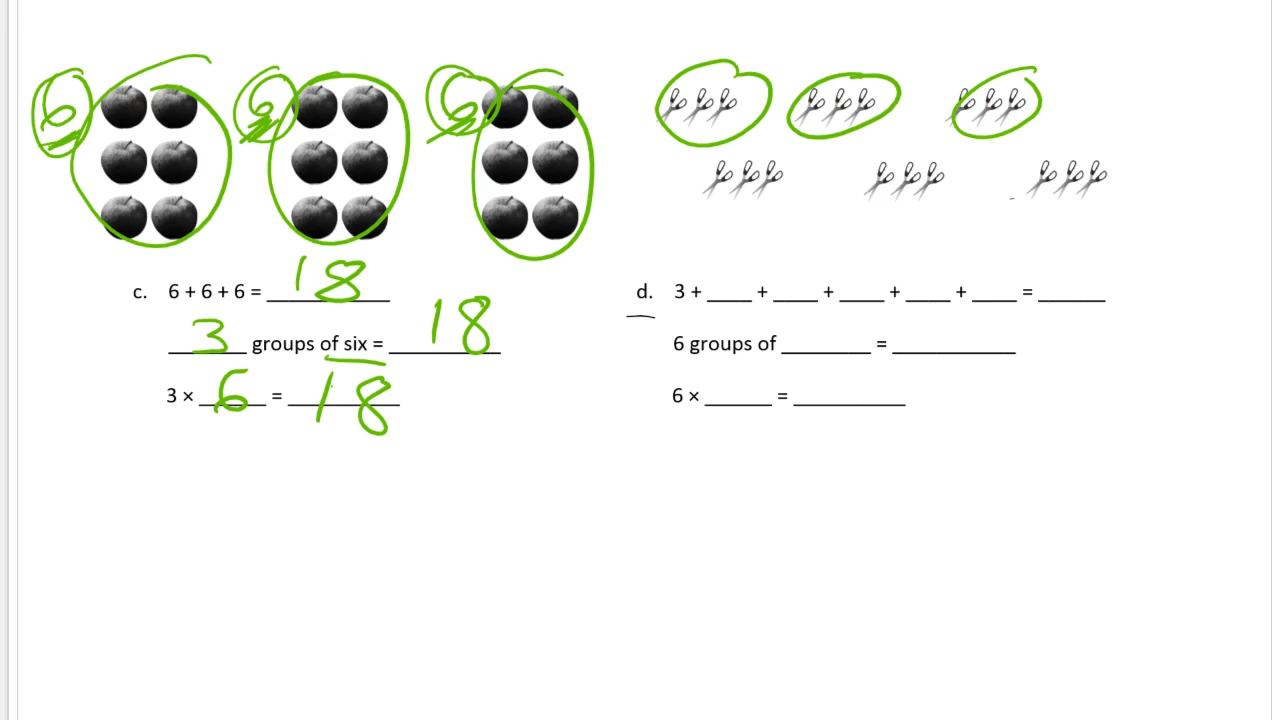 6 6 6
c. 6 + 6 + 6 = 18
3 groups of six = 18
3 × 6 = 18
d. 3 + ____ + ____ + ____ + ____ + ____ = ______
6 groups of ________ = ___________
6 × ______ = __________